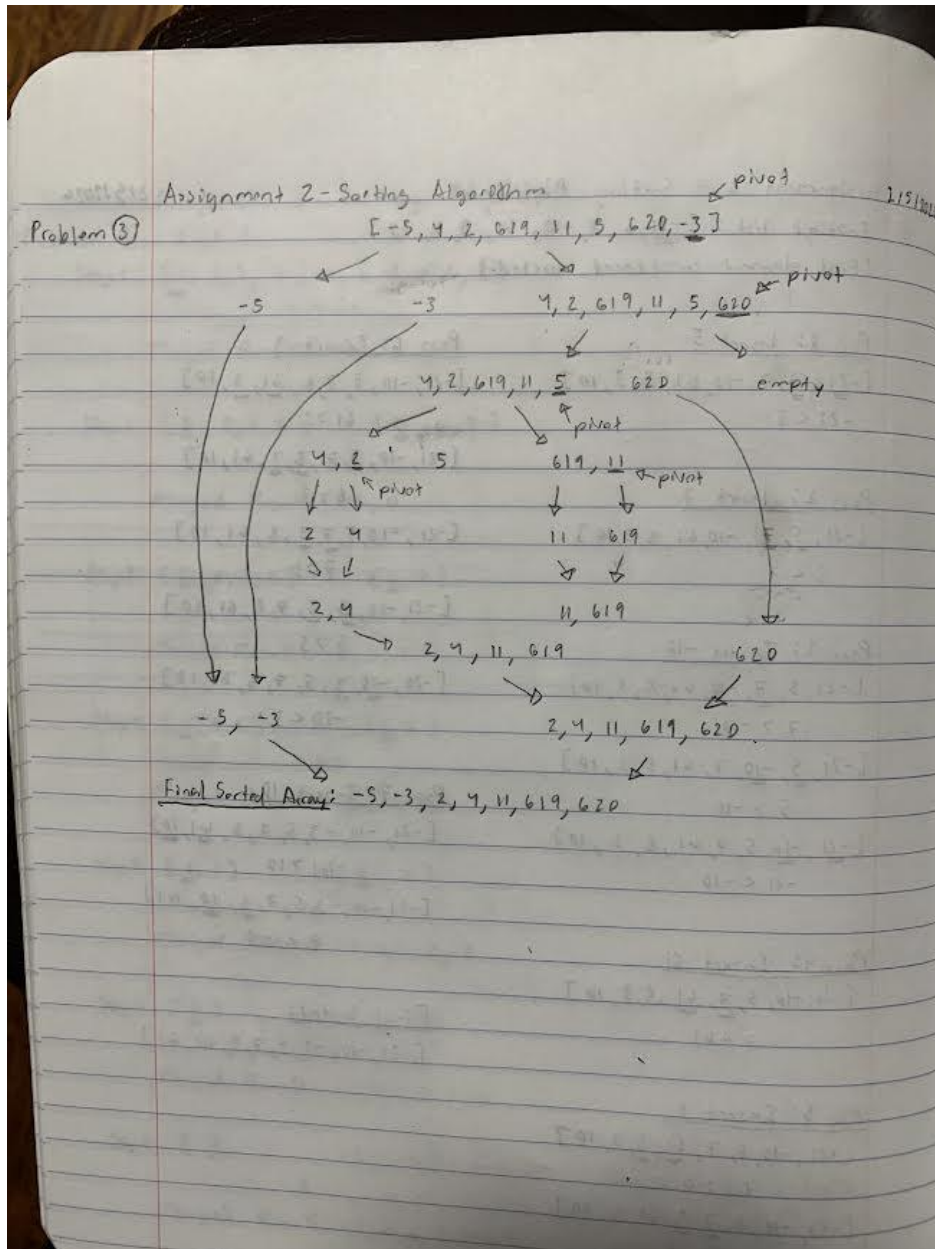 pivot
Assignment 2 - Sorting Algorithm
Problem ③ [-5, 4, 2, 619, 11, 5, 620, -3]
pivot
-5 -3 4, 2, 619, 11, 5, 620
4, 2, 619, 11, 5 620 empty
pivot
4, 2 5 619, 11
pivot pivot
2 4 11 619
2, 4 11, 619
2, 4, 11, 619 620
-5, -3 2, 4, 11, 619, 620
Final Sorted Array: -5, -3, 2, 4, 11, 619, 620